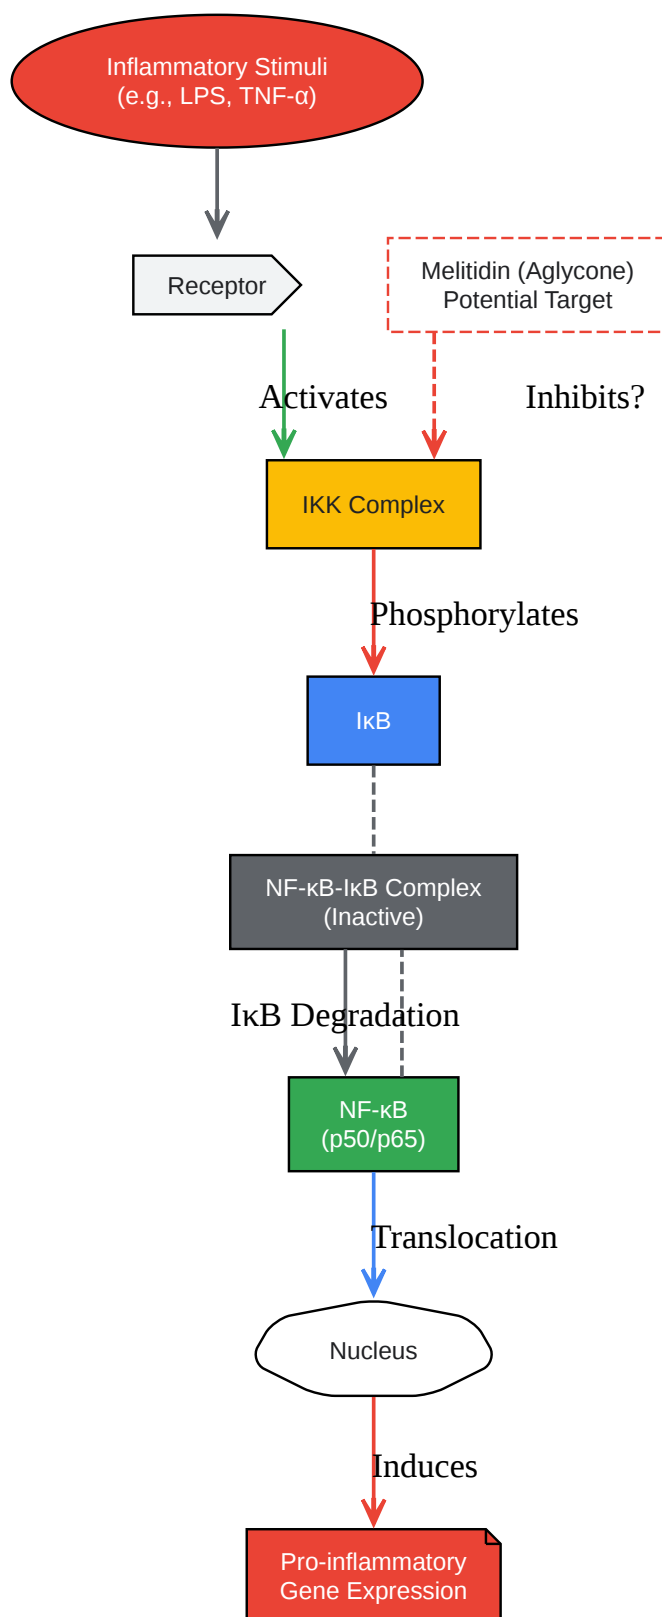 Inflammatory Stimuli
(e.g., LPS, TNF-α)
Receptor
Melitidin (Aglycone)
Potential Target
Activates
Inhibits?
IKK Complex
Phosphorylates
IκB
NF-κB-IκB Complex
(Inactive)
IκB Degradation
NF-κB
(p50/p65)
Translocation
Nucleus
Induces
Pro-inflammatory
Gene Expression